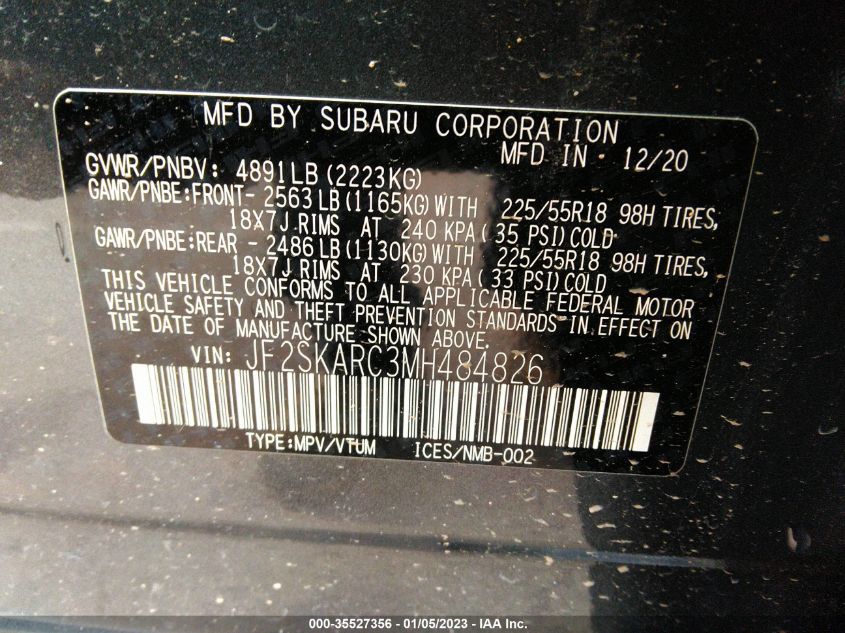 MFD BY SUBARU CORPORATION
MFD IN · 12/20
GVWR/PNBV: 4891LB(2223KG)
GAWR/PNBE:FRONT- 2563LB(1165KG)WITH 225/55R18 98H TIRES,
18X7J RIMS AT 240 KPA( 35 PSI)COLD
GAWR/PNBE:REAR - 2486LB(1130KG)WITH 225/55R18 98H TIRES,
18X7J RIMS AT 230 KPA( 33 PSI)COLD
THIS VEHICLE CONFORMS TO ALL APPLICABLE FEDERAL MOTOR
VEHICLE SAFETY AND THEFT PREVENTION STANDARDS IN EFFECT ON
THE DATE OF MANUFACTURE SHOWN ABOVE.
VIN: JF2SKARC3MH484826
TYPE:MPV/VTUM ICES/NMB-002
000-35527356 — 01/05/2023 — IAA Inc.